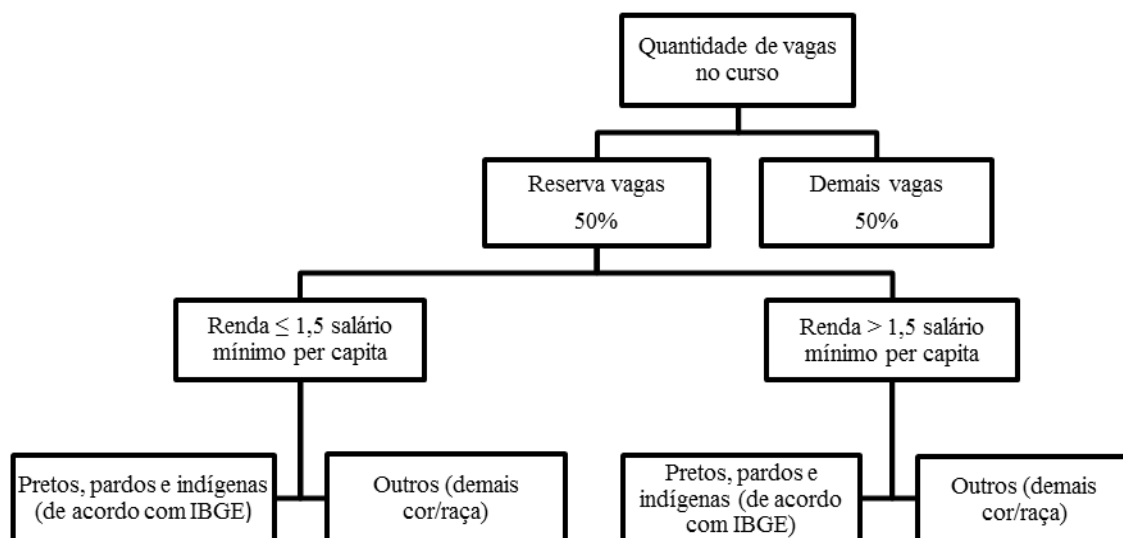 Quantidade de vagas
no curso
Reserva vagas
50%
Demais vagas
50%
Renda ≤ 1,5 salário
mínimo per capita
Renda > 1,5 salário
mínimo per capita
Pretos, pardos e indígenas
(de acordo com IBGE)
Outros (demais
cor/raça)
Pretos, pardos e
indígenas (de acordo
com IBGE)
Outros (demais
cor/raça)